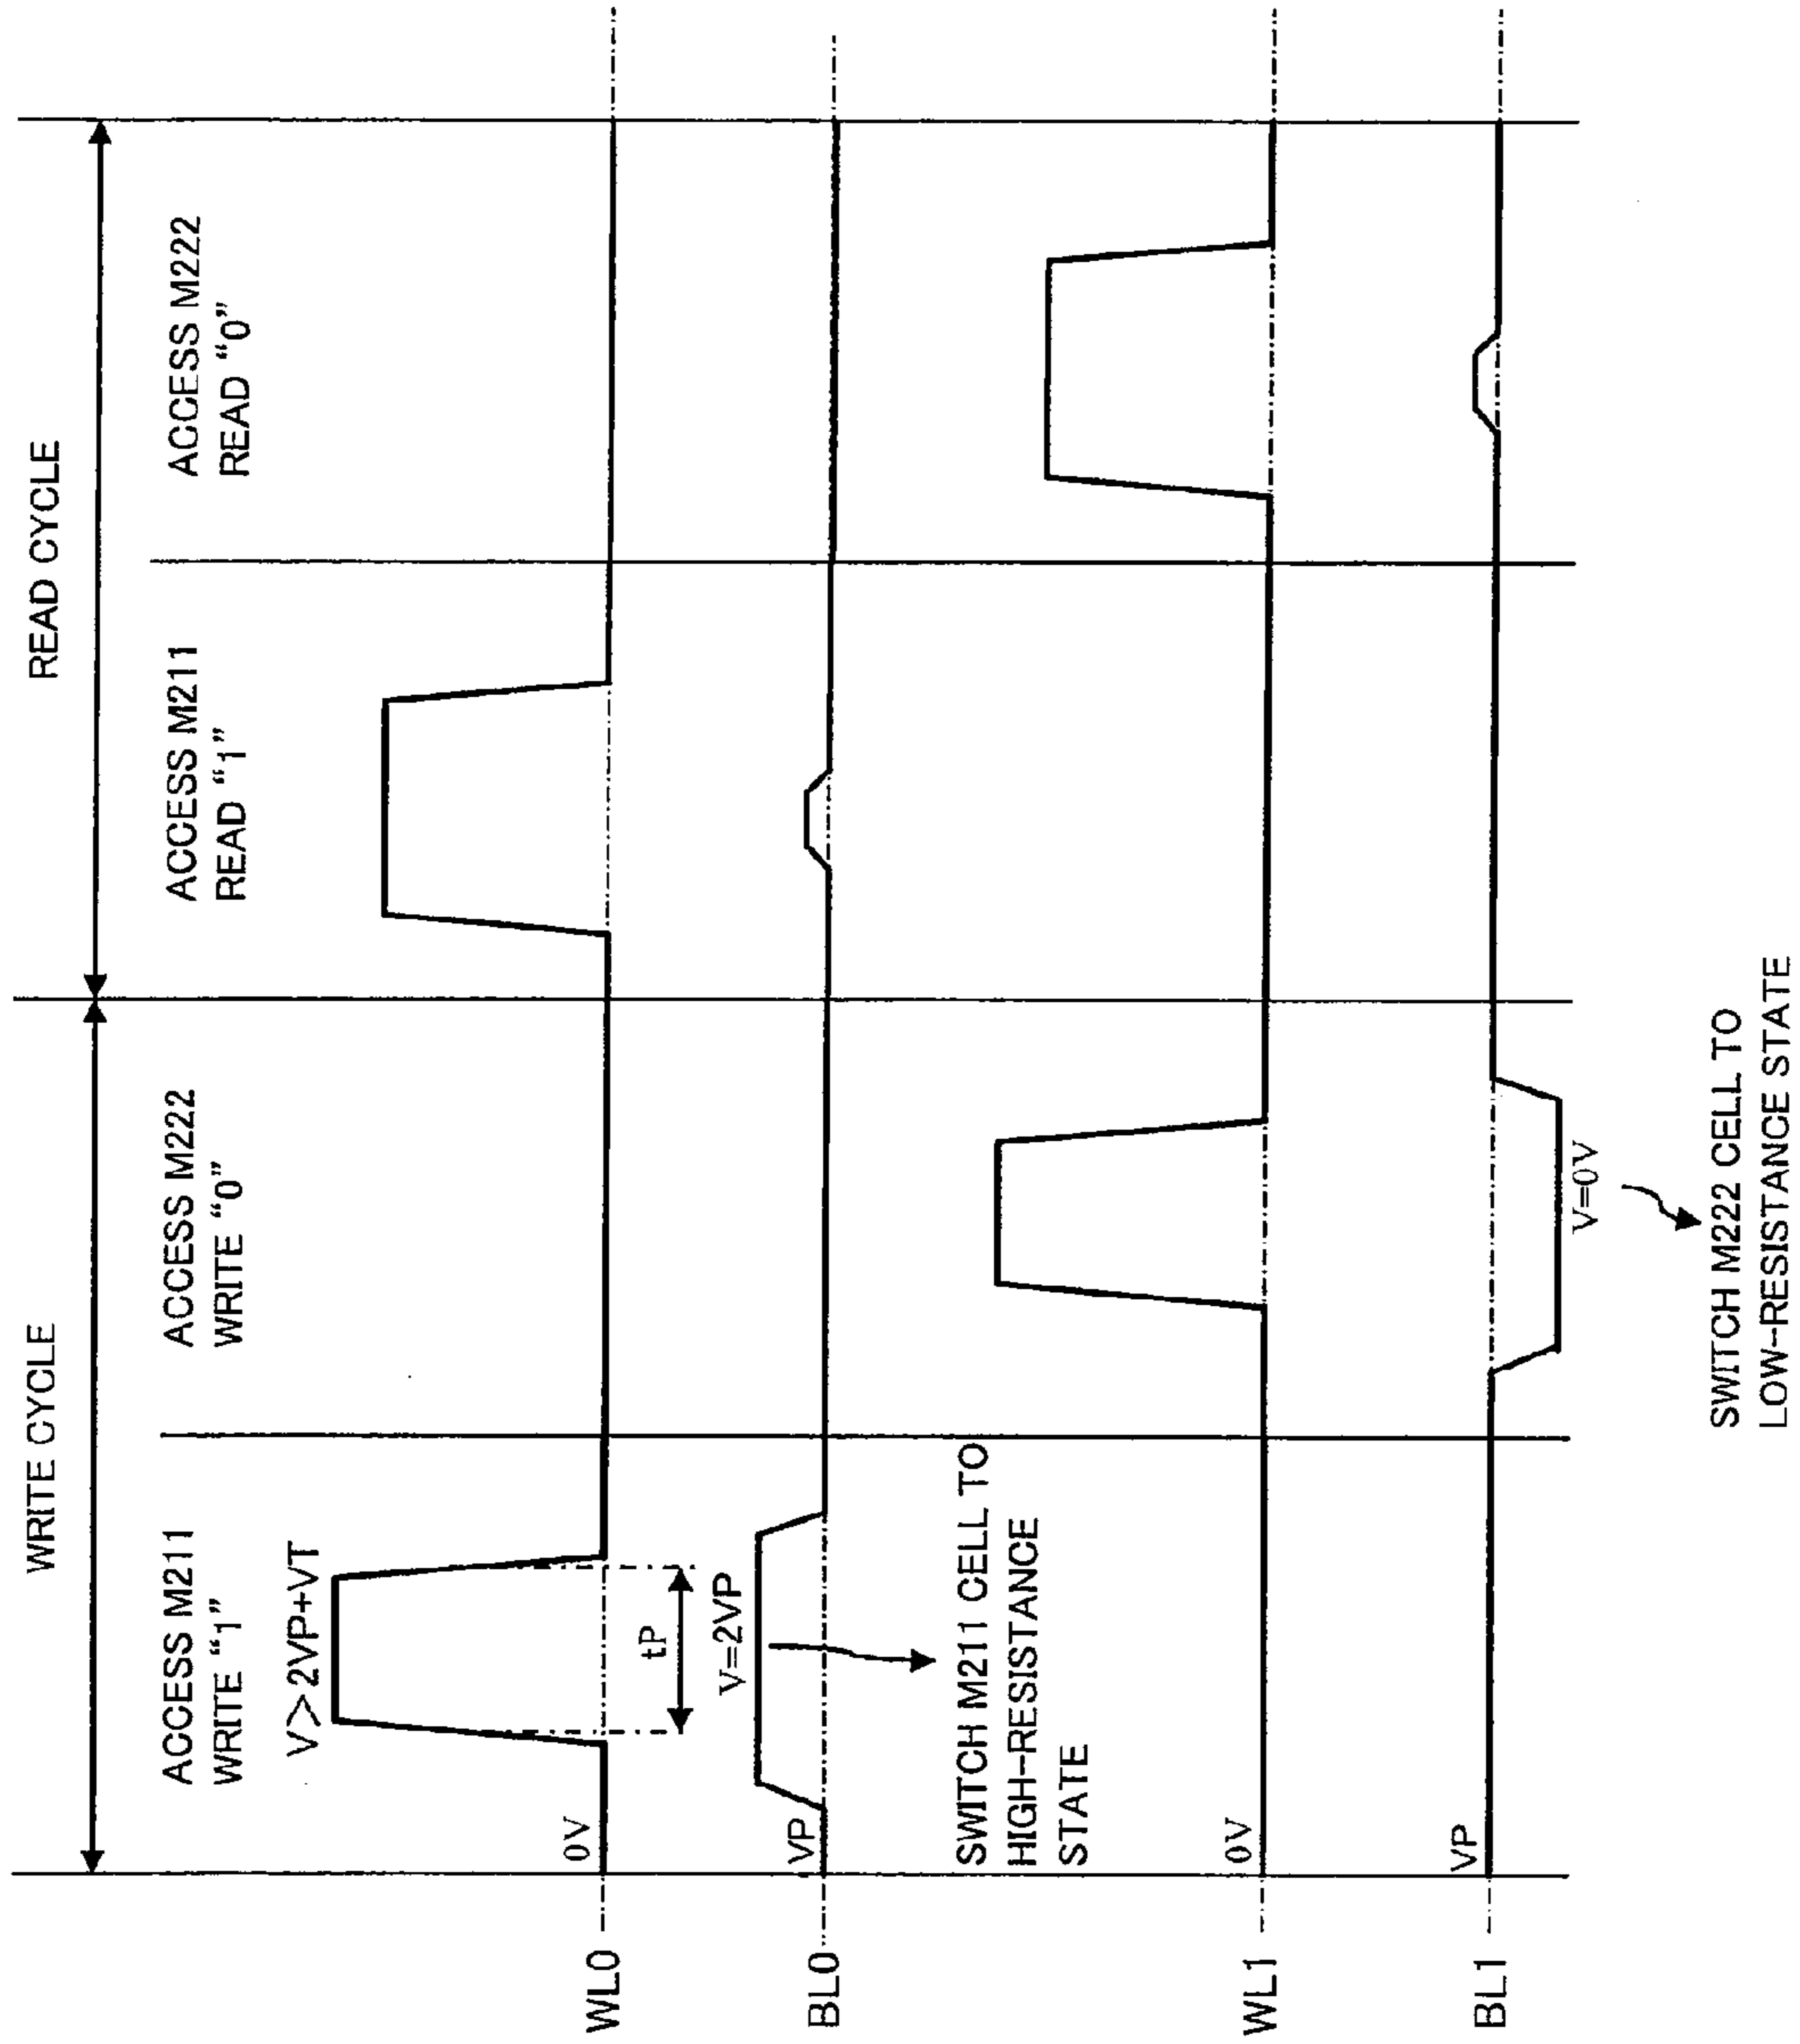 WRITE CYCLE
READ CYCLE
ACCESS M211
WRITE “1”
ACCESS M222
WRITE “0”
ACCESS M211
READ “1”
ACCESS M222
READ “0”
V>2VP+VT
0V
WL0
tP
V=2VP
VP
BL0
SWITCH M211 CELL TO
HIGH-RESISTANCE
STATE
0V
WL1
VP
BL1
V=0V
SWITCH M222 CELL TO
LOW-RESISTANCE STATE